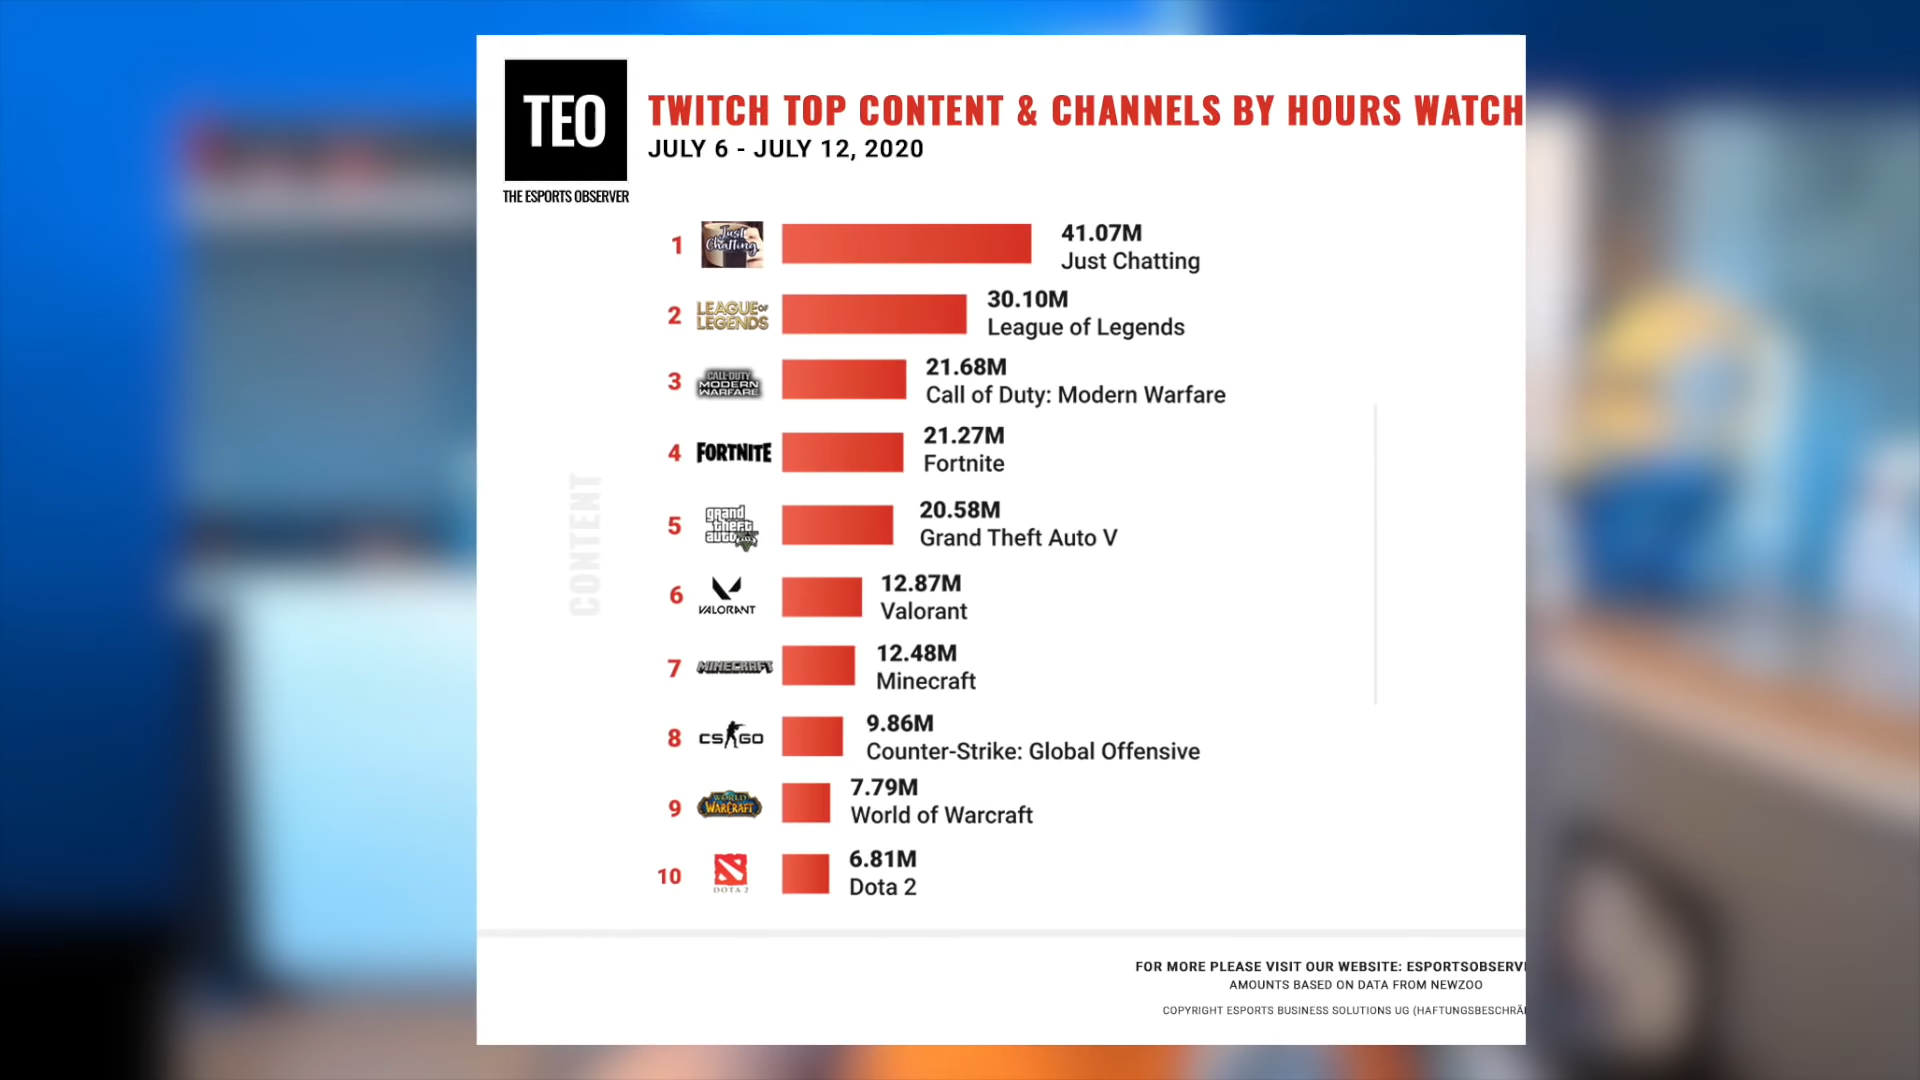 TEO
THE ESPORTS OBSERVER
TWITCH TOP CONTENT & CHANNELS BY HOURS WATCH
JULY 6 - JULY 12, 2020
CONTENT
1
Just
Chatting
41.07M
Just Chatting
2
LEAGUE OF
LEGENDS
30.10M
League of Legends
3
CALL OF DUTY
MODERN
WARFARE
21.68M
Call of Duty: Modern Warfare
4
FORTNITE
21.27M
Fortnite
5
grand
theft
auto
20.58M
Grand Theft Auto V
6
VALORANT
12.87M
Valorant
7
MINECRAFT
12.48M
Minecraft
8
CS GO
9.86M
Counter-Strike: Global Offensive
9
WORLD
WARCRAFT
7.79M
World of Warcraft
10
DOTA 2
6.81M
Dota 2
FOR MORE PLEASE VISIT OUR WEBSITE: ESPORTSOBSERV
AMOUNTS BASED ON DATA FROM NEWZOO
COPYRIGHT ESPORTS BUSINESS SOLUTIONS UG (HAFTUNGSBESCHRÄ